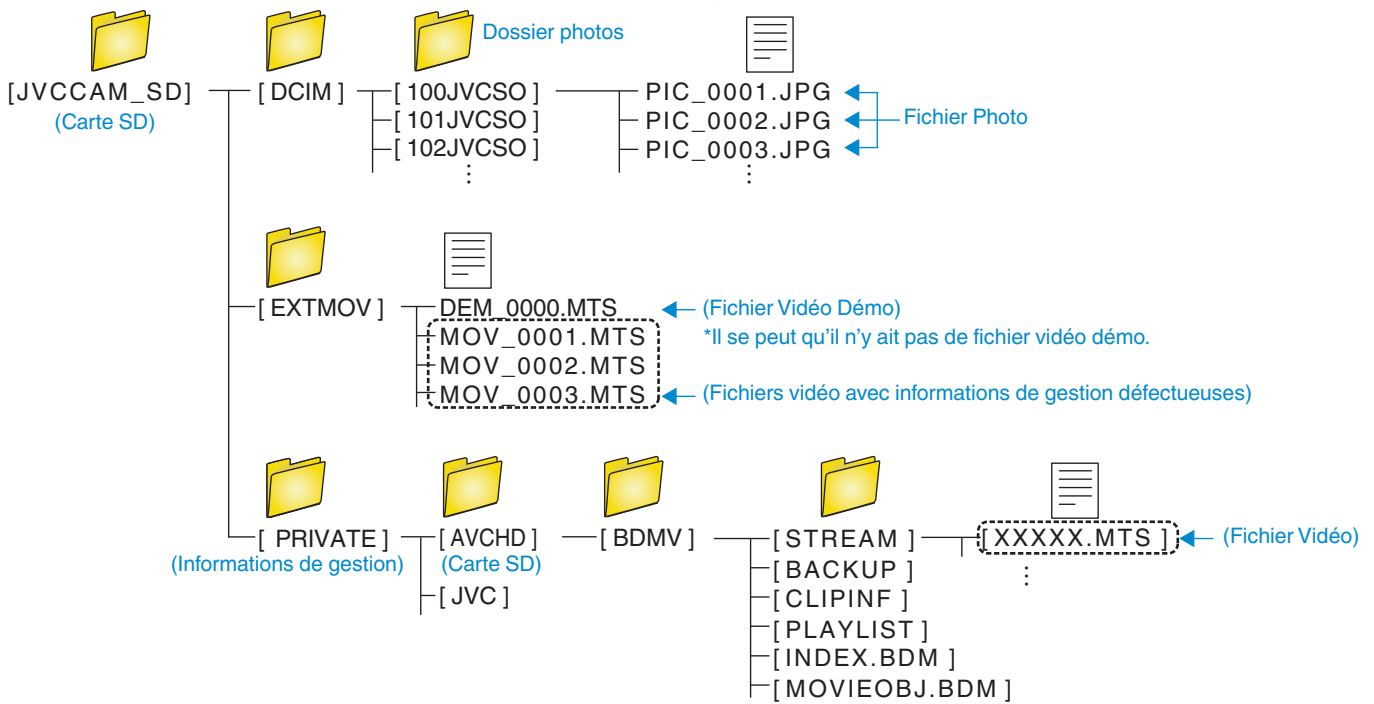 Dossier photos
[JVCCAM_SD]
(Carte SD)
[ DCIM ]
[ 100JVCSO ]
[ 101JVCSO ]
[ 102JVCSO ]
PIC_0001.JPG
PIC_0002.JPG
PIC_0003.JPG
Fichier Photo
[ EXTMOV ]
DEM_0000.MTS
(Fichier Vidéo Démo)
MOV_0001.MTS
*Il se peut qu’il n’y ait pas de fichier vidéo démo.
MOV_0002.MTS
MOV_0003.MTS
(Fichiers vidéo avec informations de gestion défectueuses)
[ PRIVATE ]
(Informations de gestion)
[ AVCHD ]
(Carte SD)
[ JVC ]
[ BDMV ]
[ STREAM ]
[ BACKUP ]
[ CLIPINF ]
[ PLAYLIST ]
[ INDEX.BDM ]
[ MOVIEOBJ.BDM ]
[ XXXXX.MTS ]
(Fichier Vidéo)